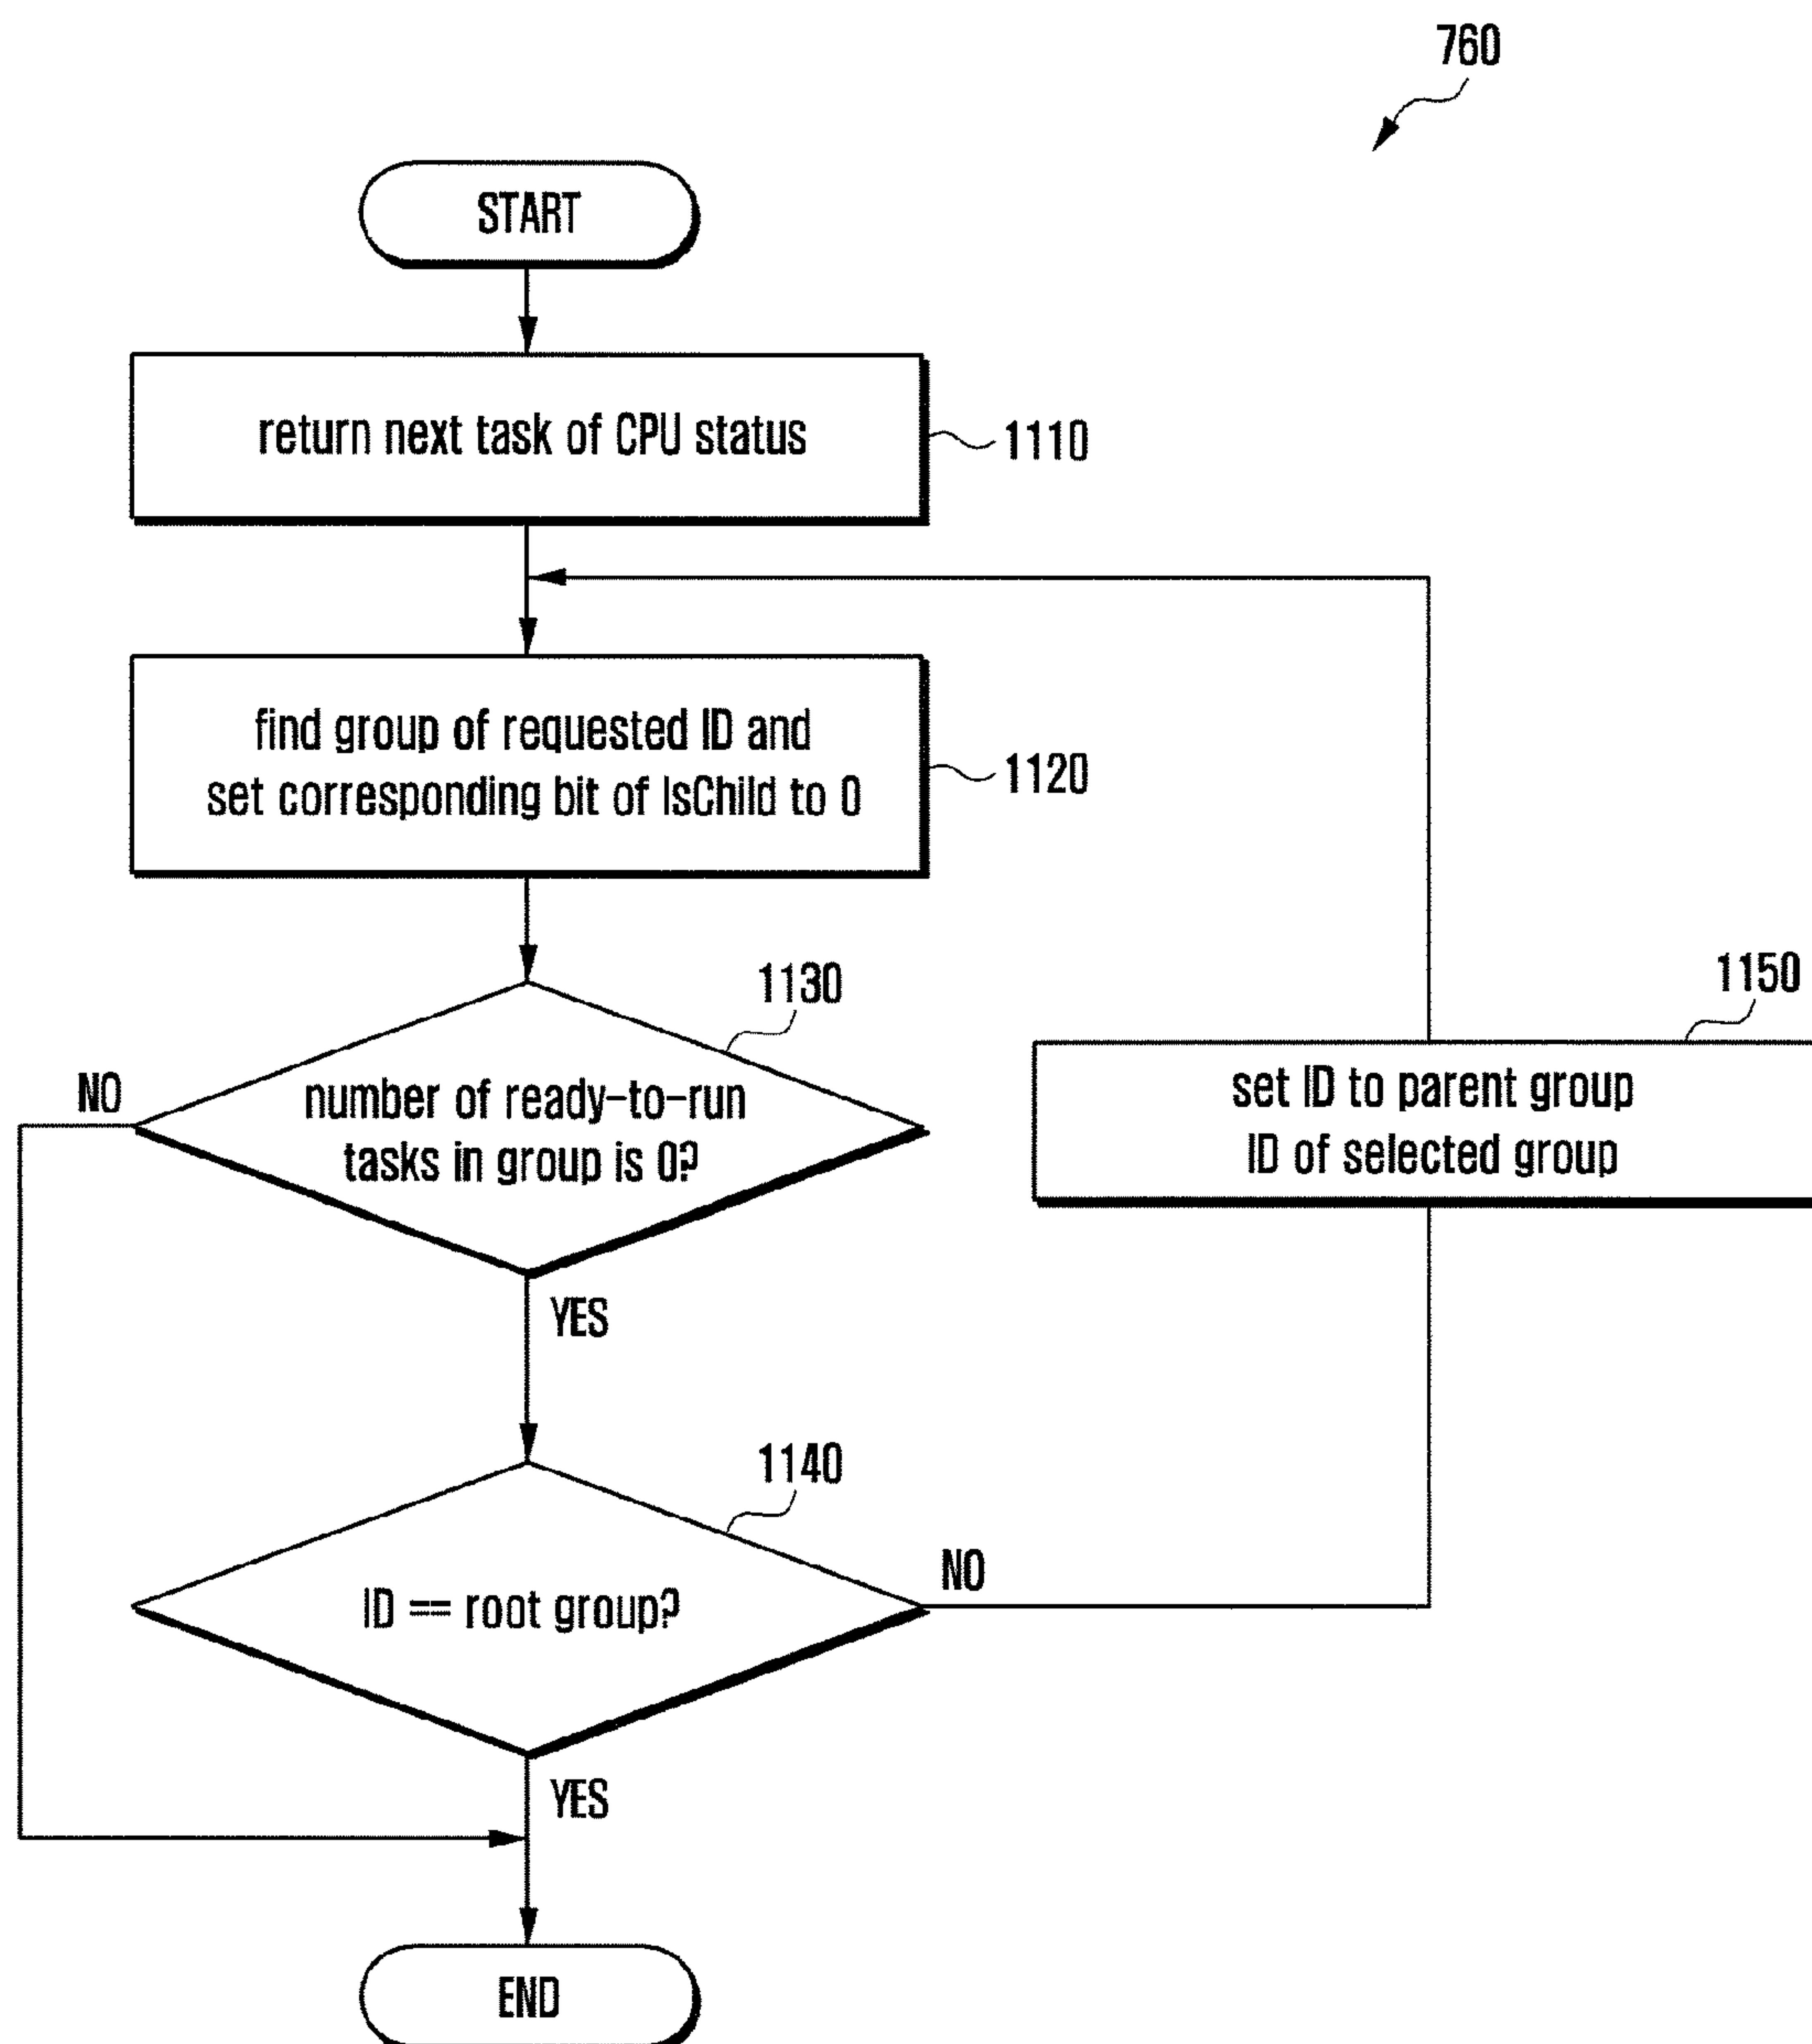 760
START
return next task of CPU status
1110
find group of requested ID and
set corresponding bit of IsChild to 0
1120
1130
NO
number of ready-to-run
tasks in group is 0?
YES
1150
set ID to parent group
ID of selected group
1140
ID == root group?
NO
YES
END